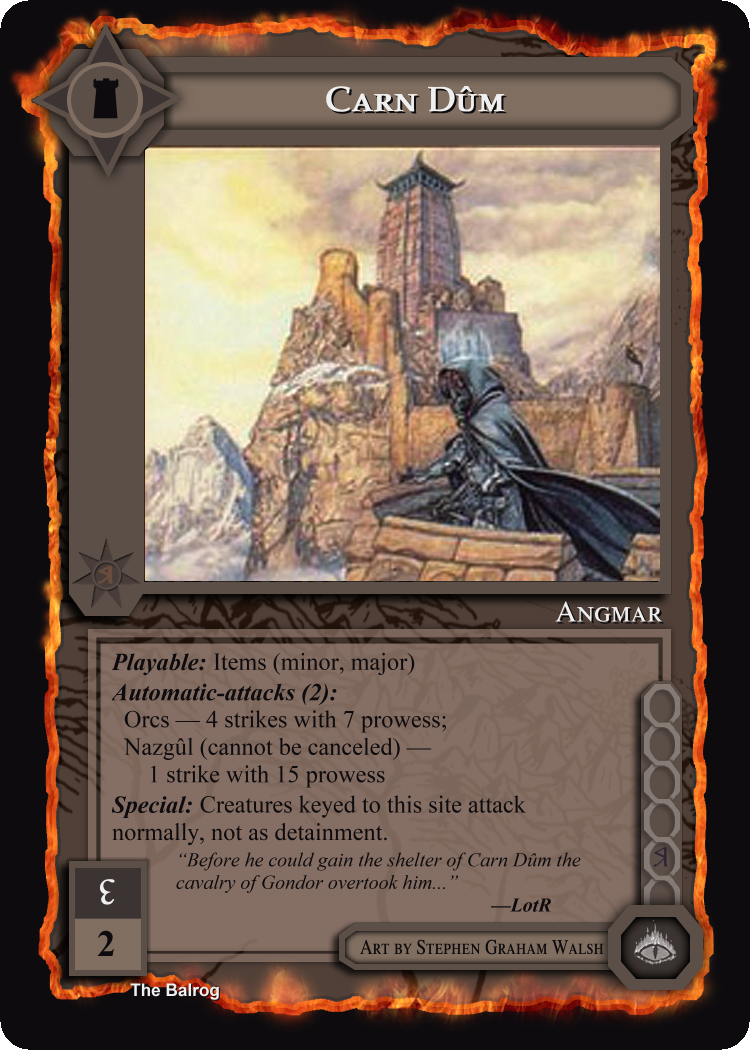 Carn Dûm
Angmar
Playable: Items (minor, major)
Automatic-attacks (2):
Orcs — 4 strikes with 7 prowess;
Nazgûl (cannot be canceled) —
1 strike with 15 prowess
Special: Creatures keyed to this site attack
normally, not as detainment.
“Before he could gain the shelter of Carn Dûm the
cavalry of Gondor overtook him...”
—LotR
2
Art by Stephen Graham Walsh
The Balrog